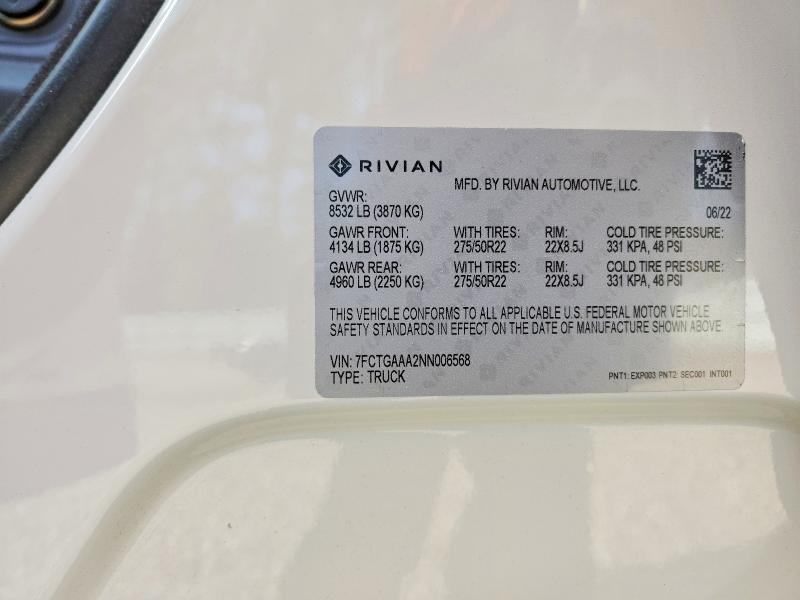 RIVIAN
MFD. BY RIVIAN AUTOMOTIVE, LLC.
GVWR:
8532 LB (3870 KG) 06/22
GAWR FRONT: WITH TIRES: RIM: COLD TIRE PRESSURE:
4134 LB (1875 KG) 275/50R22 22X8.5J 331 KPA, 48 PSI
GAWR REAR: WITH TIRES: RIM: COLD TIRE PRESSURE:
4960 LB (2250 KG) 275/50R22 22X8.5J 331 KPA, 48 PSI
THIS VEHICLE CONFORMS TO ALL APPLICABLE U.S. FEDERAL MOTOR VEHICLE
SAFETY STANDARDS IN EFFECT ON THE DATE OF MANUFACTURE SHOWN ABOVE.
VIN: 7FCTGAAA2NN006568
TYPE: TRUCK PNT1: EXP003 PNT2: SEC001 INT001